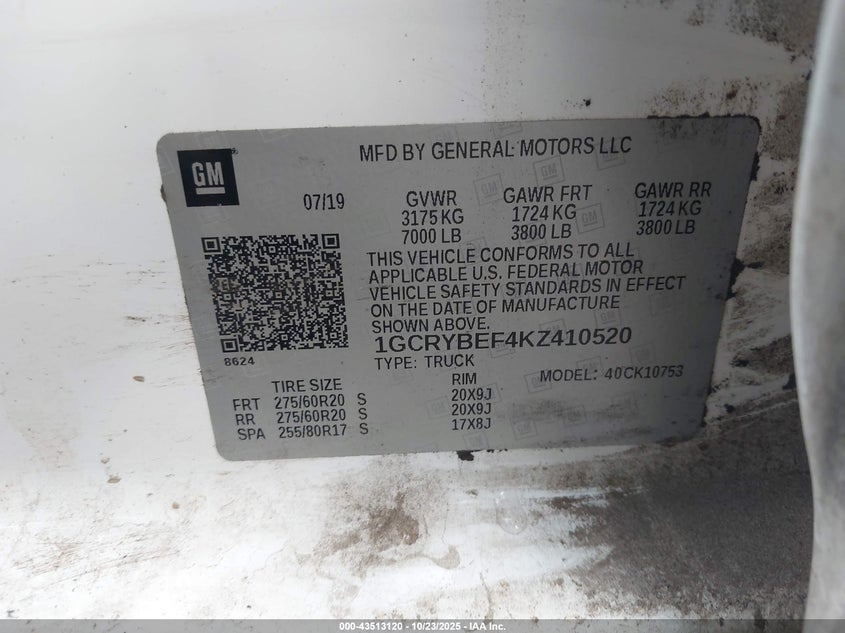 GM
MFD BY GENERAL MOTORS LLC
07/19
GVWR GAWR FRT GAWR RR
3175 KG 1724 KG 1724 KG
7000 LB 3800 LB 3800 LB
THIS VEHICLE CONFORMS TO ALL
APPLICABLE U.S. FEDERAL MOTOR
VEHICLE SAFETY STANDARDS IN EFFECT
ON THE DATE OF MANUFACTURE
SHOWN ABOVE.
1GCRYBEF4KZ410520
8624
TYPE: TRUCK
MODEL: 40CK10753
TIRE SIZE RIM
FRT 275/60R20 S 20X9J
RR 275/60R20 S 20X9J
SPA 255/80R17 S 17X8J
000-43513120 - 10/23/2025 - IAA Inc.